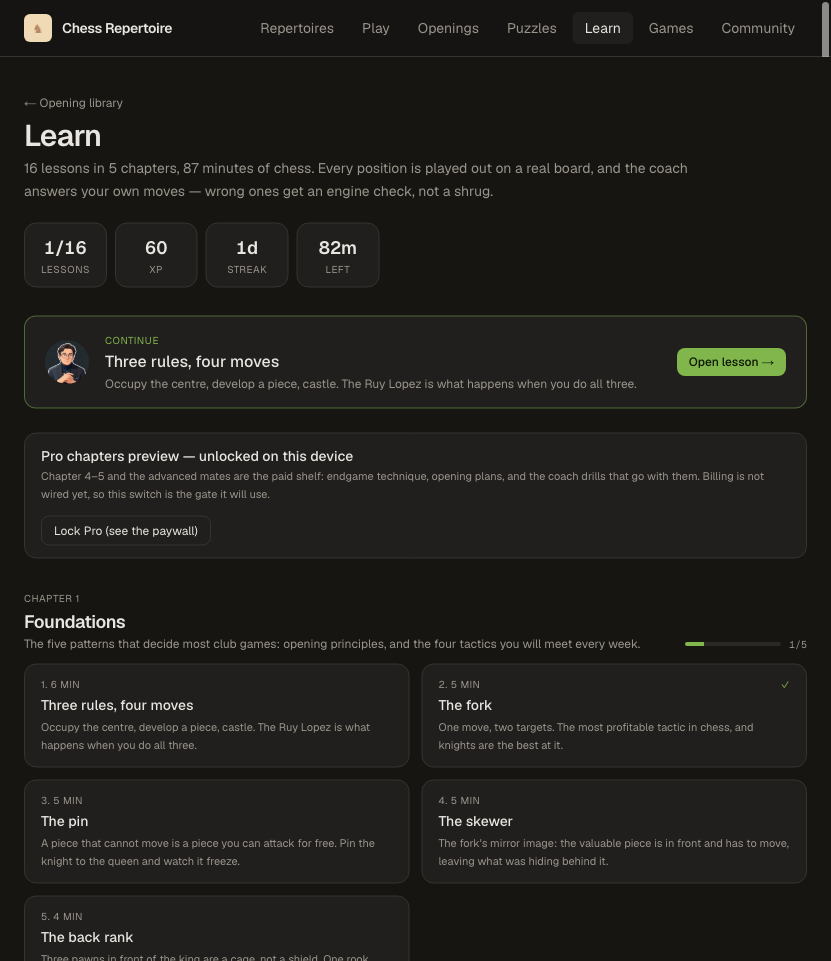 Chess Repertoire
Repertoires Play Openings Puzzles Learn Games Community
← Opening library
Learn
16 lessons in 5 chapters, 87 minutes of chess. Every position is played out on a real board, and the coach
answers your own moves — wrong ones get an engine check, not a shrug.
1/16 60 1d 82m
LESSONS XP STREAK LEFT
CONTINUE
Three rules, four moves
Occupy the centre, develop a piece, castle. The Ruy Lopez is what happens when you do all three.
Open lesson →
Pro chapters preview — unlocked on this device
Chapter 4–5 and the advanced mates are the paid shelf: endgame technique, opening plans, and the coach drills that go with them. Billing is not
wired yet, so this switch is the gate it will use.
Lock Pro (see the paywall)
CHAPTER 1
Foundations
The five patterns that decide most club games: opening principles, and the four tactics you will meet every week.
1/5
1. 6 MIN
Three rules, four moves
Occupy the centre, develop a piece, castle. The Ruy Lopez is what
happens when you do all three.
2. 5 MIN ✓
The fork
One move, two targets. The most profitable tactic in chess, and
knights are the best at it.
3. 5 MIN
The pin
A piece that cannot move is a piece you can attack for free. Pin the
knight to the queen and watch it freeze.
4. 5 MIN
The skewer
The fork's mirror image: the valuable piece is in front and has to move,
leaving what was hiding behind it.
5. 4 MIN
The back rank
Three pawns in front of the king are a cage, not a shield. One rook